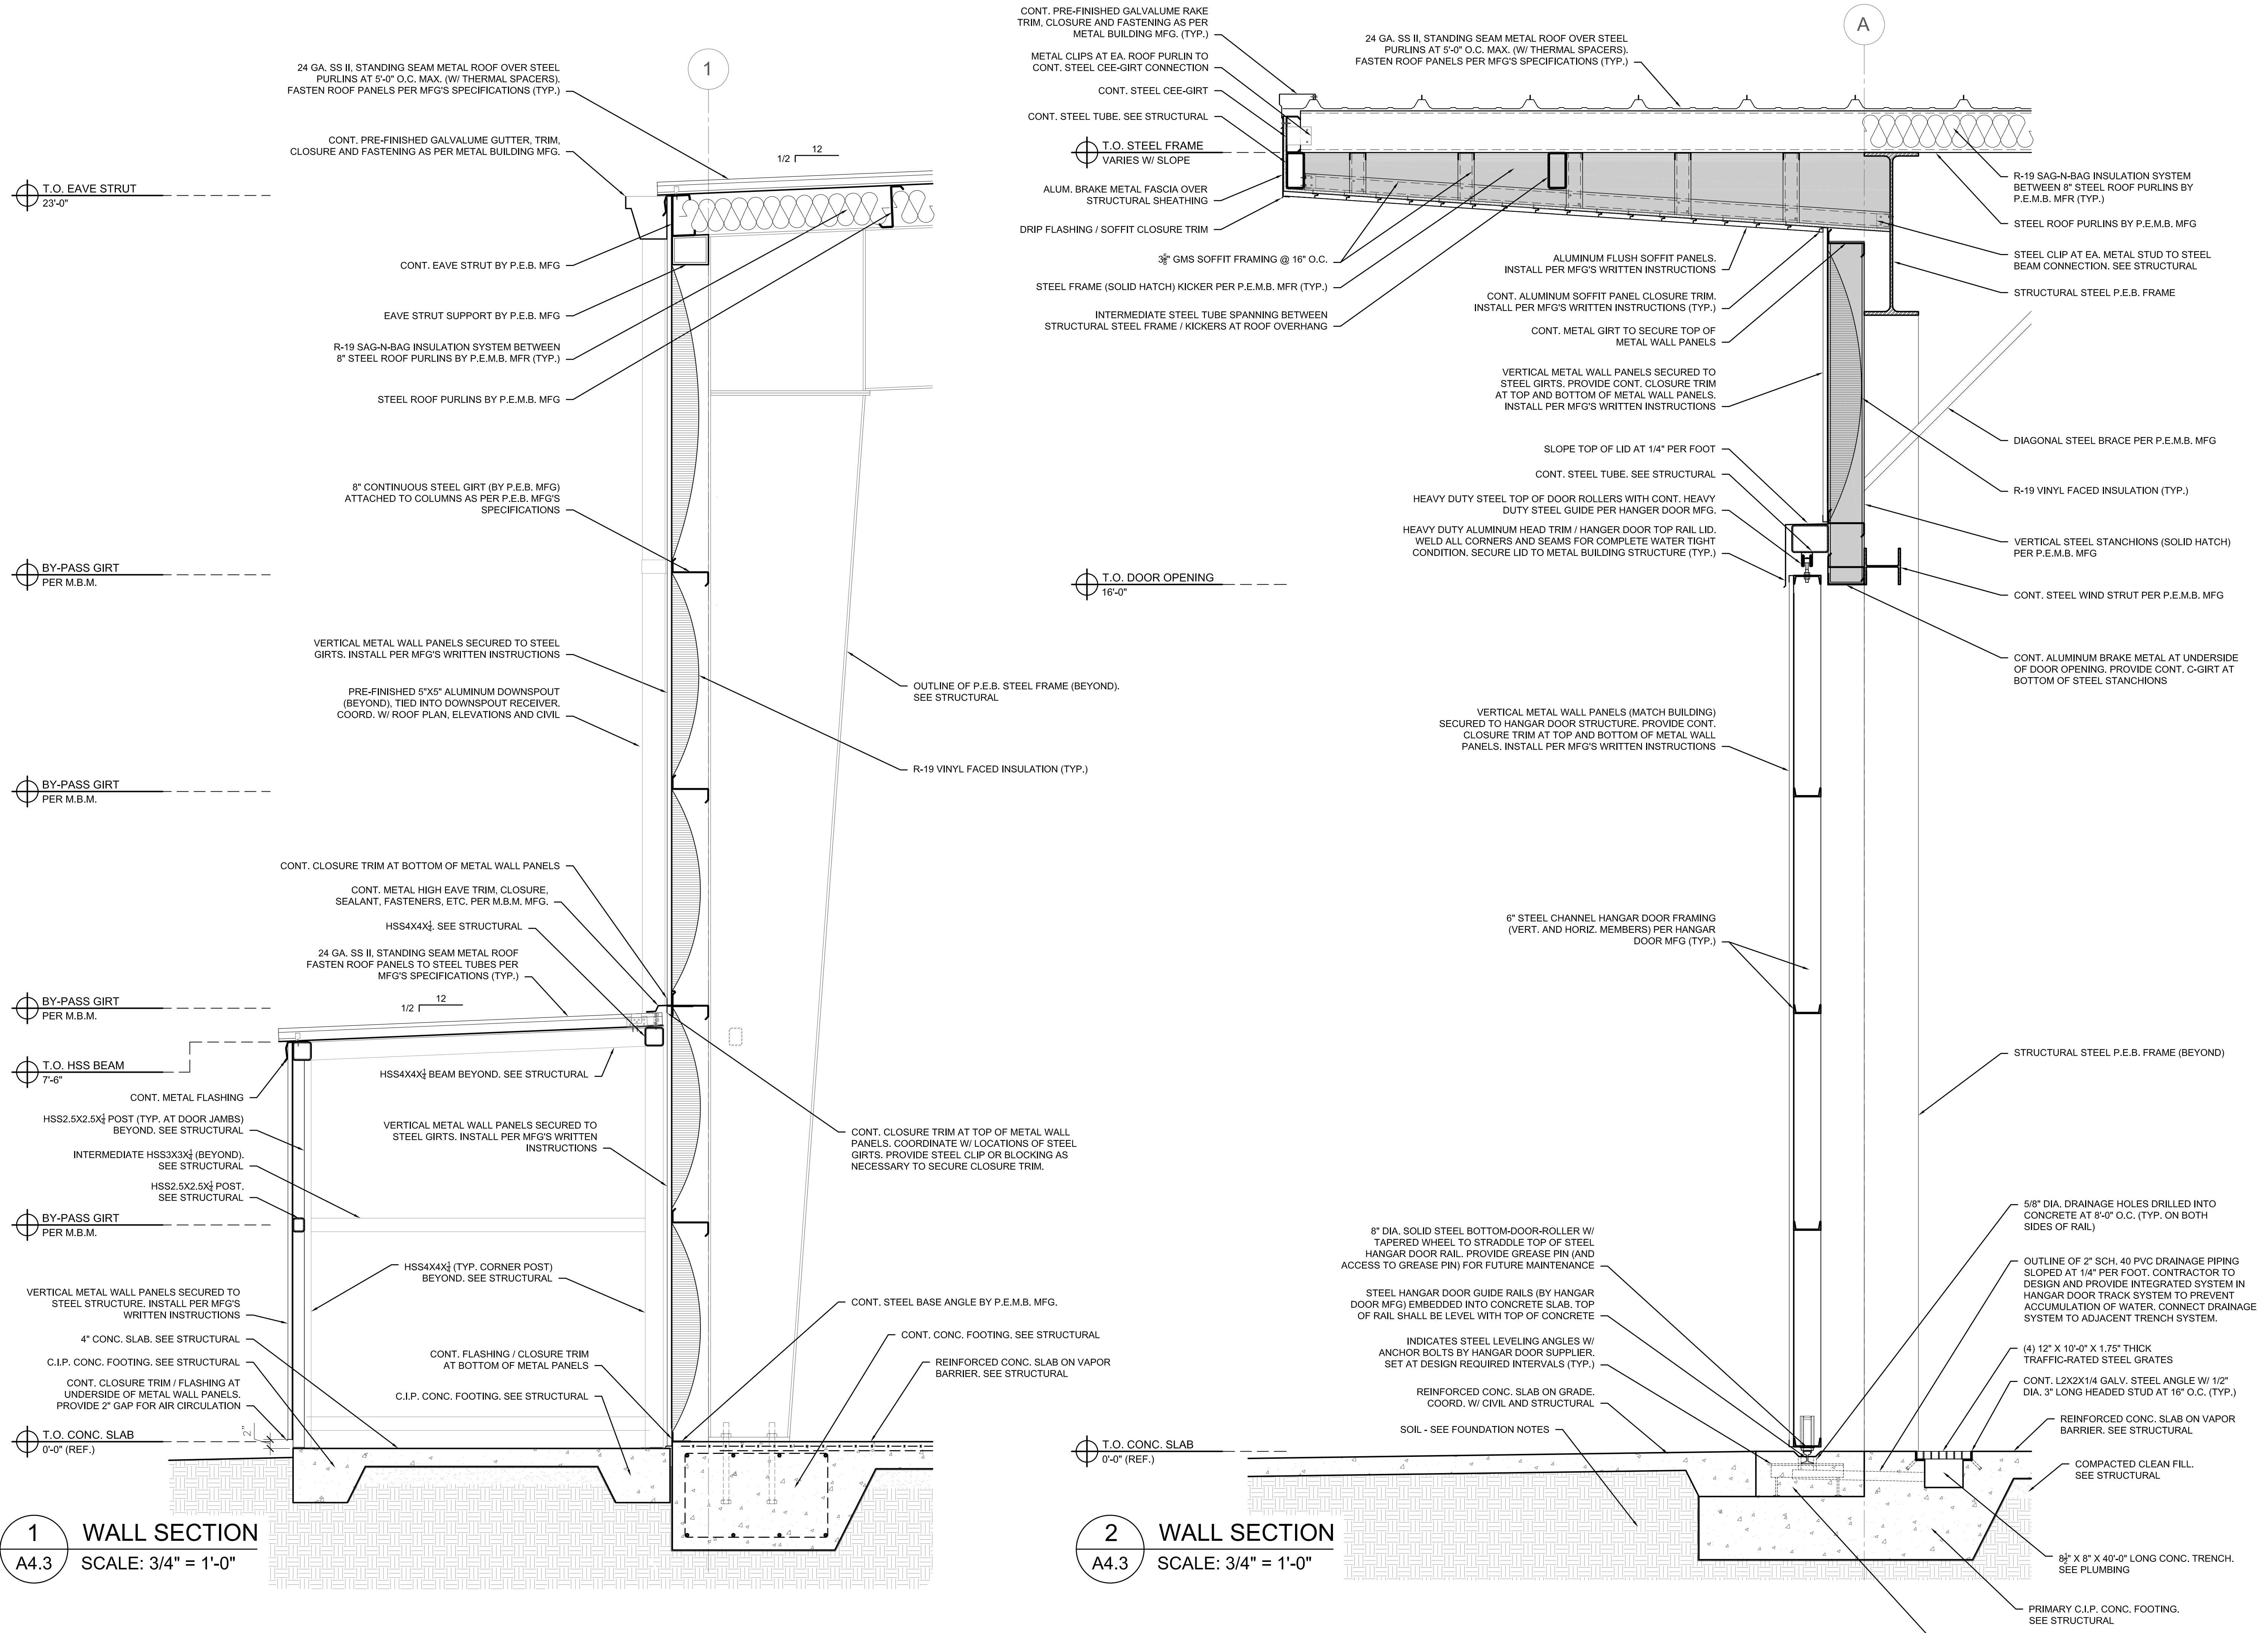 1
24 GA. SS II, STANDING SEAM METAL ROOF OVER STEEL
PURLINS AT 5'-0" O.C. MAX. (W/ THERMAL SPACERS).
FASTEN ROOF PANELS PER MFG'S SPECIFICATIONS (TYP.)
CONT. PRE-FINISHED GALVALUME GUTTER, TRIM,
CLOSURE AND FASTENING AS PER METAL BUILDING MFG.
12
1/2
T.O. EAVE STRUT
23'-0"
CONT. EAVE STRUT BY P.E.B. MFG
EAVE STRUT SUPPORT BY P.E.B. MFG
R-19 SAG-N-BAG INSULATION SYSTEM BETWEEN
8" STEEL ROOF PURLINS BY P.E.M.B. MFR (TYP.)
STEEL ROOF PURLINS BY P.E.M.B. MFG
8" CONTINUOUS STEEL GIRT (BY P.E.B. MFG)
ATTACHED TO COLUMNS AS PER P.E.B. MFG'S
SPECIFICATIONS
BY-PASS GIRT
PER M.B.M.
VERTICAL METAL WALL PANELS SECURED TO STEEL
GIRTS. INSTALL PER MFG'S WRITTEN INSTRUCTIONS
PRE-FINISHED 5"X5" ALUMINUM DOWNSPOUT
(BEYOND), TIED INTO DOWNSPOUT RECEIVER.
COORD. W/ ROOF PLAN, ELEVATIONS AND CIVIL
OUTLINE OF P.E.B. STEEL FRAME (BEYOND).
SEE STRUCTURAL
R-19 VINYL FACED INSULATION (TYP.)
BY-PASS GIRT
PER M.B.M.
CONT. CLOSURE TRIM AT BOTTOM OF METAL WALL PANELS
CONT. METAL HIGH EAVE TRIM, CLOSURE,
SEALANT, FASTENERS, ETC. PER M.B.M. MFG.
HSS4X4X¼. SEE STRUCTURAL
24 GA. SS II, STANDING SEAM METAL ROOF
FASTEN ROOF PANELS TO STEEL TUBES PER
MFG'S SPECIFICATIONS (TYP.)
12
1/2
BY-PASS GIRT
PER M.B.M.
T.O. HSS BEAM
7'-6"
HSS4X4X¼ BEAM BEYOND. SEE STRUCTURAL
CONT. METAL FLASHING
HSS2.5X2.5X¼ POST (TYP. AT DOOR JAMBS)
BEYOND. SEE STRUCTURAL
VERTICAL METAL WALL PANELS SECURED TO
STEEL GIRTS. INSTALL PER MFG'S WRITTEN
INSTRUCTIONS
CONT. CLOSURE TRIM AT TOP OF METAL WALL
PANELS. COORDINATE W/ LOCATIONS OF STEEL
GIRTS. PROVIDE STEEL CLIP OR BLOCKING AS
NECESSARY TO SECURE CLOSURE TRIM.
INTERMEDIATE HSS3X3X¼ (BEYOND).
SEE STRUCTURAL
HSS2.5X2.5X¼ POST.
SEE STRUCTURAL
BY-PASS GIRT
PER M.B.M.
HSS4X4X¼ (TYP. CORNER POST)
BEYOND. SEE STRUCTURAL
VERTICAL METAL WALL PANELS SECURED TO
STEEL STRUCTURE. INSTALL PER MFG'S
WRITTEN INSTRUCTIONS
CONT. STEEL BASE ANGLE BY P.E.M.B. MFG.
4" CONC. SLAB. SEE STRUCTURAL
CONT. CONC. FOOTING. SEE STRUCTURAL
C.I.P. CONC. FOOTING. SEE STRUCTURAL
CONT. FLASHING / CLOSURE TRIM
AT BOTTOM OF METAL PANELS
REINFORCED CONC. SLAB ON VAPOR
BARRIER. SEE STRUCTURAL
CONT. CLOSURE TRIM / FLASHING AT
UNDERSIDE OF METAL WALL PANELS.
PROVIDE 2" GAP FOR AIR CIRCULATION
C.I.P. CONC. FOOTING. SEE STRUCTURAL
2"
T.O. CONC. SLAB
0'-0" (REF.)
1
A4.3
WALL SECTION
SCALE: 3/4" = 1'-0"
A
CONT. PRE-FINISHED GALVALUME RAKE
TRIM, CLOSURE AND FASTENING AS PER
METAL BUILDING MFG. (TYP.)
24 GA. SS II, STANDING SEAM METAL ROOF OVER STEEL
PURLINS AT 5'-0" O.C. MAX. (W/ THERMAL SPACERS).
FASTEN ROOF PANELS PER MFG'S SPECIFICATIONS (TYP.)
METAL CLIPS AT EA. ROOF PURLIN TO
CONT. STEEL CEE-GIRT CONNECTION
CONT. STEEL CEE-GIRT
CONT. STEEL TUBE. SEE STRUCTURAL
T.O. STEEL FRAME
VARIES W/ SLOPE
ALUM. BRAKE METAL FASCIA OVER
STRUCTURAL SHEATHING
DRIP FLASHING / SOFFIT CLOSURE TRIM
3⅝" GMS SOFFIT FRAMING @ 16" O.C.
STEEL FRAME (SOLID HATCH) KICKER PER P.E.M.B. MFR (TYP.)
INTERMEDIATE STEEL TUBE SPANNING BETWEEN
STRUCTURAL STEEL FRAME / KICKERS AT ROOF OVERHANG
ALUMINUM FLUSH SOFFIT PANELS.
INSTALL PER MFG'S WRITTEN INSTRUCTIONS
CONT. ALUMINUM SOFFIT PANEL CLOSURE TRIM.
INSTALL PER MFG'S WRITTEN INSTRUCTIONS (TYP.)
CONT. METAL GIRT TO SECURE TOP OF
METAL WALL PANELS
VERTICAL METAL WALL PANELS SECURED TO
STEEL GIRTS. PROVIDE CONT. CLOSURE TRIM
AT TOP AND BOTTOM OF METAL WALL PANELS.
INSTALL PER MFG'S WRITTEN INSTRUCTIONS
SLOPE TOP OF LID AT 1/4" PER FOOT
CONT. STEEL TUBE. SEE STRUCTURAL
HEAVY DUTY STEEL TOP OF DOOR ROLLERS WITH CONT. HEAVY
DUTY STEEL GUIDE PER HANGER DOOR MFG.
HEAVY DUTY ALUMINUM HEAD TRIM / HANGER DOOR TOP RAIL LID.
WELD ALL CORNERS AND SEAMS FOR COMPLETE WATER TIGHT
CONDITION. SECURE LID TO METAL BUILDING STRUCTURE (TYP.)
T.O. DOOR OPENING
16'-0"
R-19 SAG-N-BAG INSULATION SYSTEM
BETWEEN 8" STEEL ROOF PURLINS BY
P.E.M.B. MFR (TYP.)
STEEL ROOF PURLINS BY P.E.M.B. MFG
STEEL CLIP AT EA. METAL STUD TO STEEL
BEAM CONNECTION. SEE STRUCTURAL
STRUCTURAL STEEL P.E.B. FRAME
DIAGONAL STEEL BRACE PER P.E.M.B. MFG
R-19 VINYL FACED INSULATION (TYP.)
VERTICAL STEEL STANCHIONS (SOLID HATCH)
PER P.E.M.B. MFG
CONT. STEEL WIND STRUT PER P.E.M.B. MFG
CONT. ALUMINUM BRAKE METAL AT UNDERSIDE
OF DOOR OPENING. PROVIDE CONT. C-GIRT AT
BOTTOM OF STEEL STANCHIONS
VERTICAL METAL WALL PANELS (MATCH BUILDING)
SECURED TO HANGAR DOOR STRUCTURE. PROVIDE CONT.
CLOSURE TRIM AT TOP AND BOTTOM OF METAL WALL
PANELS. INSTALL PER MFG'S WRITTEN INSTRUCTIONS
6" STEEL CHANNEL HANGAR DOOR FRAMING
(VERT. AND HORIZ. MEMBERS) PER HANGAR
DOOR MFG (TYP.)
STRUCTURAL STEEL P.E.B. FRAME (BEYOND)
8" DIA. SOLID STEEL BOTTOM-DOOR-ROLLER W/
TAPERED WHEEL TO STRADDLE TOP OF STEEL
HANGAR DOOR RAIL. PROVIDE GREASE PIN (AND
ACCESS TO GREASE PIN) FOR FUTURE MAINTENANCE
STEEL HANGAR DOOR GUIDE RAILS (BY HANGAR
DOOR MFG) EMBEDDED INTO CONCRETE SLAB. TOP
OF RAIL SHALL BE LEVEL WITH TOP OF CONCRETE
INDICATES STEEL LEVELING ANGLES W/
ANCHOR BOLTS BY HANGAR DOOR SUPPLIER.
SET AT DESIGN REQUIRED INTERVALS (TYP.)
REINFORCED CONC. SLAB ON GRADE.
COORD. W/ CIVIL AND STRUCTURAL
SOIL - SEE FOUNDATION NOTES
T.O. CONC. SLAB
0'-0" (REF.)
5/8" DIA. DRAINAGE HOLES DRILLED INTO
CONCRETE AT 8'-0" O.C. (TYP. ON BOTH
SIDES OF RAIL)
OUTLINE OF 2" SCH. 40 PVC DRAINAGE PIPING
SLOPED AT 1/4" PER FOOT. CONTRACTOR TO
DESIGN AND PROVIDE INTEGRATED SYSTEM IN
HANGAR DOOR TRACK SYSTEM TO PREVENT
ACCUMULATION OF WATER. CONNECT DRAINAGE
SYSTEM TO ADJACENT TRENCH SYSTEM.
(4) 12" X 10'-0" X 1.75" THICK
TRAFFIC-RATED STEEL GRATES
CONT. L2X2X1/4 GALV. STEEL ANGLE W/ 1/2"
DIA. 3" LONG HEADED STUD AT 16" O.C. (TYP.)
REINFORCED CONC. SLAB ON VAPOR
BARRIER. SEE STRUCTURAL
COMPACTED CLEAN FILL.
SEE STRUCTURAL
8½" X 8" X 40'-0" LONG CONC. TRENCH.
SEE PLUMBING
PRIMARY C.I.P. CONC. FOOTING.
SEE STRUCTURAL
2
A4.3
WALL SECTION
SCALE: 3/4" = 1'-0"